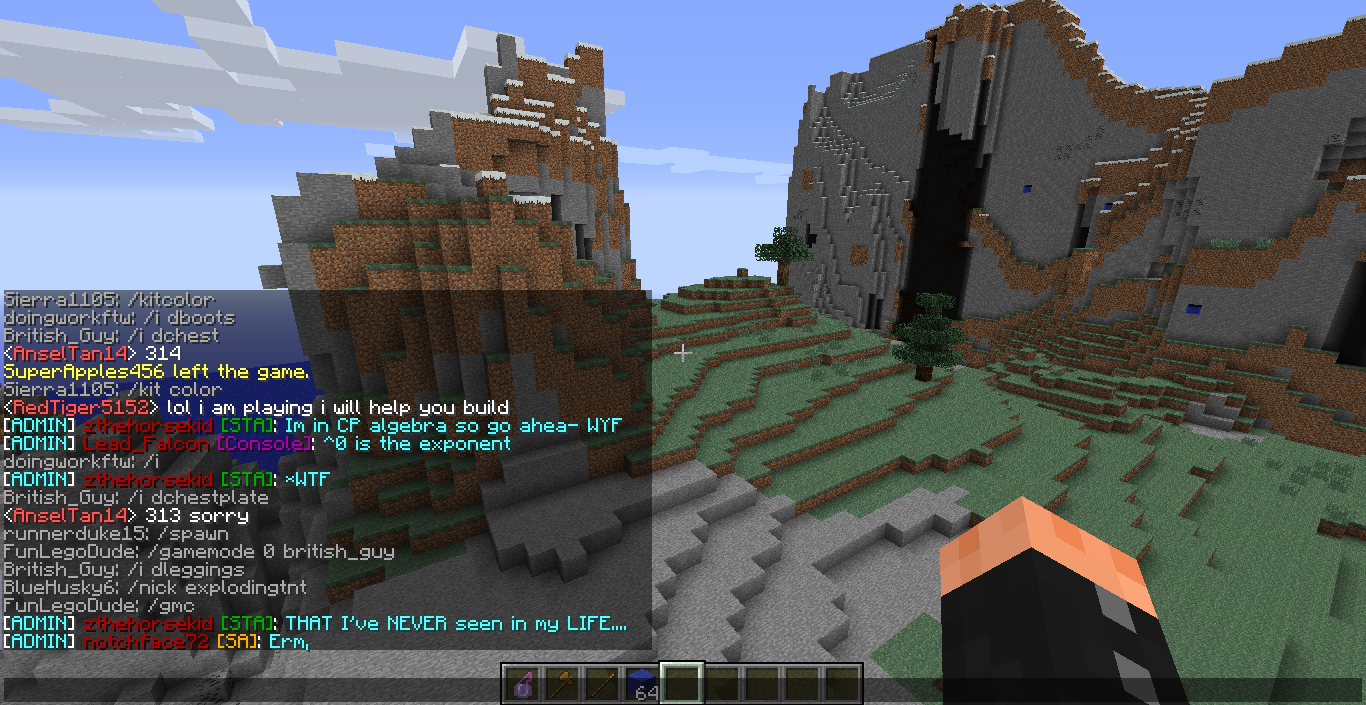 Sierra1105: /kitcolor
doingworkftw: /i dboots
British_Guy: /i dchest
<AnselTan14> 314
SuperApples456 left the game.
Sierra1105: /kit color
<RedTiger5152> lol i am playing i will help you build
[ADMIN] zthehorsekid [STA]: Im in CP algebra so go ahea- WYF
[ADMIN] Lead_Falcon [Console]: ^0 is the exponent
doingworkftw: /i
[ADMIN] zthehorsekid [STA]: *WTF
British_Guy: /i dchestplate
<AnselTan14> 313 sorry
runnerduke15: /spawn
FunLegoDude: /gamemode 0 british_guy
British_Guy: /i dleggings
BlueHusky6: /nick explodingtnt
FunLegoDude: /gmc
[ADMIN] zthehorsekid [STA]: THAT I've NEVER seen in my LIFE....
[ADMIN] notchface72 [SA]: Erm,
64